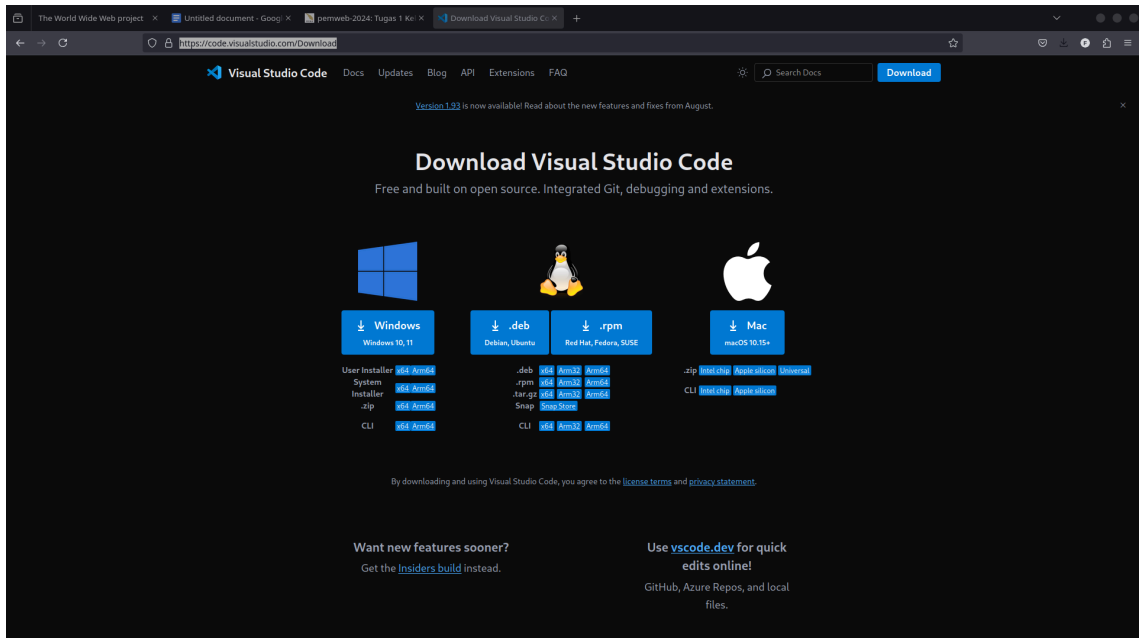 The World Wide Web project
Untitled document - Googl
pemweb-2024: Tugas 1 Kel
Download Visual Studio Co
https://code.visualstudio.com/Download
Visual Studio Code Docs Updates Blog API Extensions FAQ Search Docs Download
Version 1.93 is now available! Read about the new features and fixes from August.
Download Visual Studio Code
Free and built on open source. Integrated Git, debugging and extensions.
Windows
Windows 10, 11
User Installer x64 Arm64
System
Installer x64 Arm64
.zip x64 Arm64
CLI x64 Arm64
.deb
Debian, Ubuntu
.rpm
Red Hat, Fedora, SUSE
.deb x64 Arm32 Arm64
.rpm x64 Arm32 Arm64
.tar.gz x64 Arm32 Arm64
Snap Snap Store
CLI x64 Arm32 Arm64
Mac
macOS 10.15+
.zip Intel chip Apple silicon Universal
CLI Intel chip Apple silicon
By downloading and using Visual Studio Code, you agree to the license terms and privacy statement.
Want new features sooner?
Get the Insiders build instead.
Use vscode.dev for quick
edits online!
GitHub, Azure Repos, and local
files.